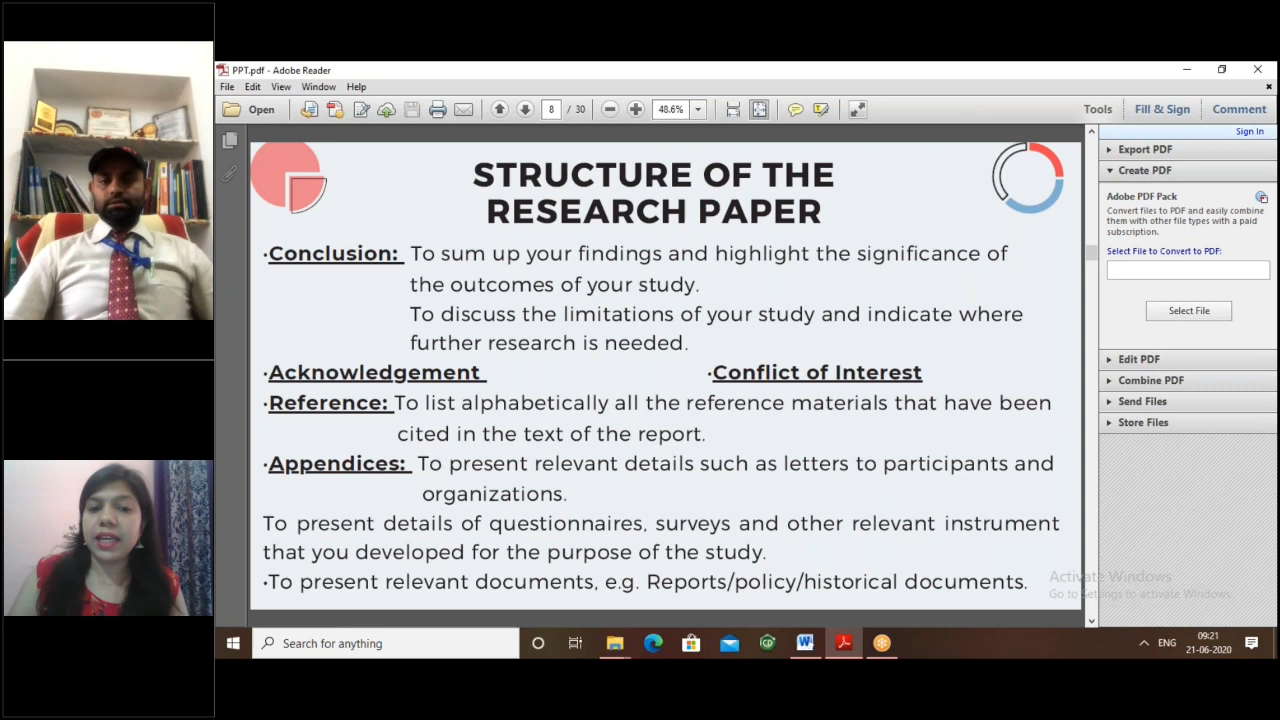 PPT.pdf - Adobe Reader
File Edit View Window Help
Open 8 / 30 48.6% Tools Fill & Sign Comment
Sign In
Export PDF
Create PDF
Adobe PDF Pack
Convert files to PDF and easily combine
them with other file types with a paid
subscription.
Select File to Convert to PDF:
Select File
Edit PDF
Combine PDF
Send Files
Store Files
STRUCTURE OF THE
RESEARCH PAPER
·Conclusion: To sum up your findings and highlight the significance of
the outcomes of your study.
To discuss the limitations of your study and indicate where
further research is needed.
·Acknowledgement ·Conflict of Interest
·Reference: To list alphabetically all the reference materials that have been
cited in the text of the report.
·Appendices: To present relevant details such as letters to participants and
organizations.
To present details of questionnaires, surveys and other relevant instrument
that you developed for the purpose of the study.
·To present relevant documents, e.g. Reports/policy/historical documents.
Activate Windows
Go to Settings to activate Windows.
Search for anything
ENG
09:21
21-06-2020